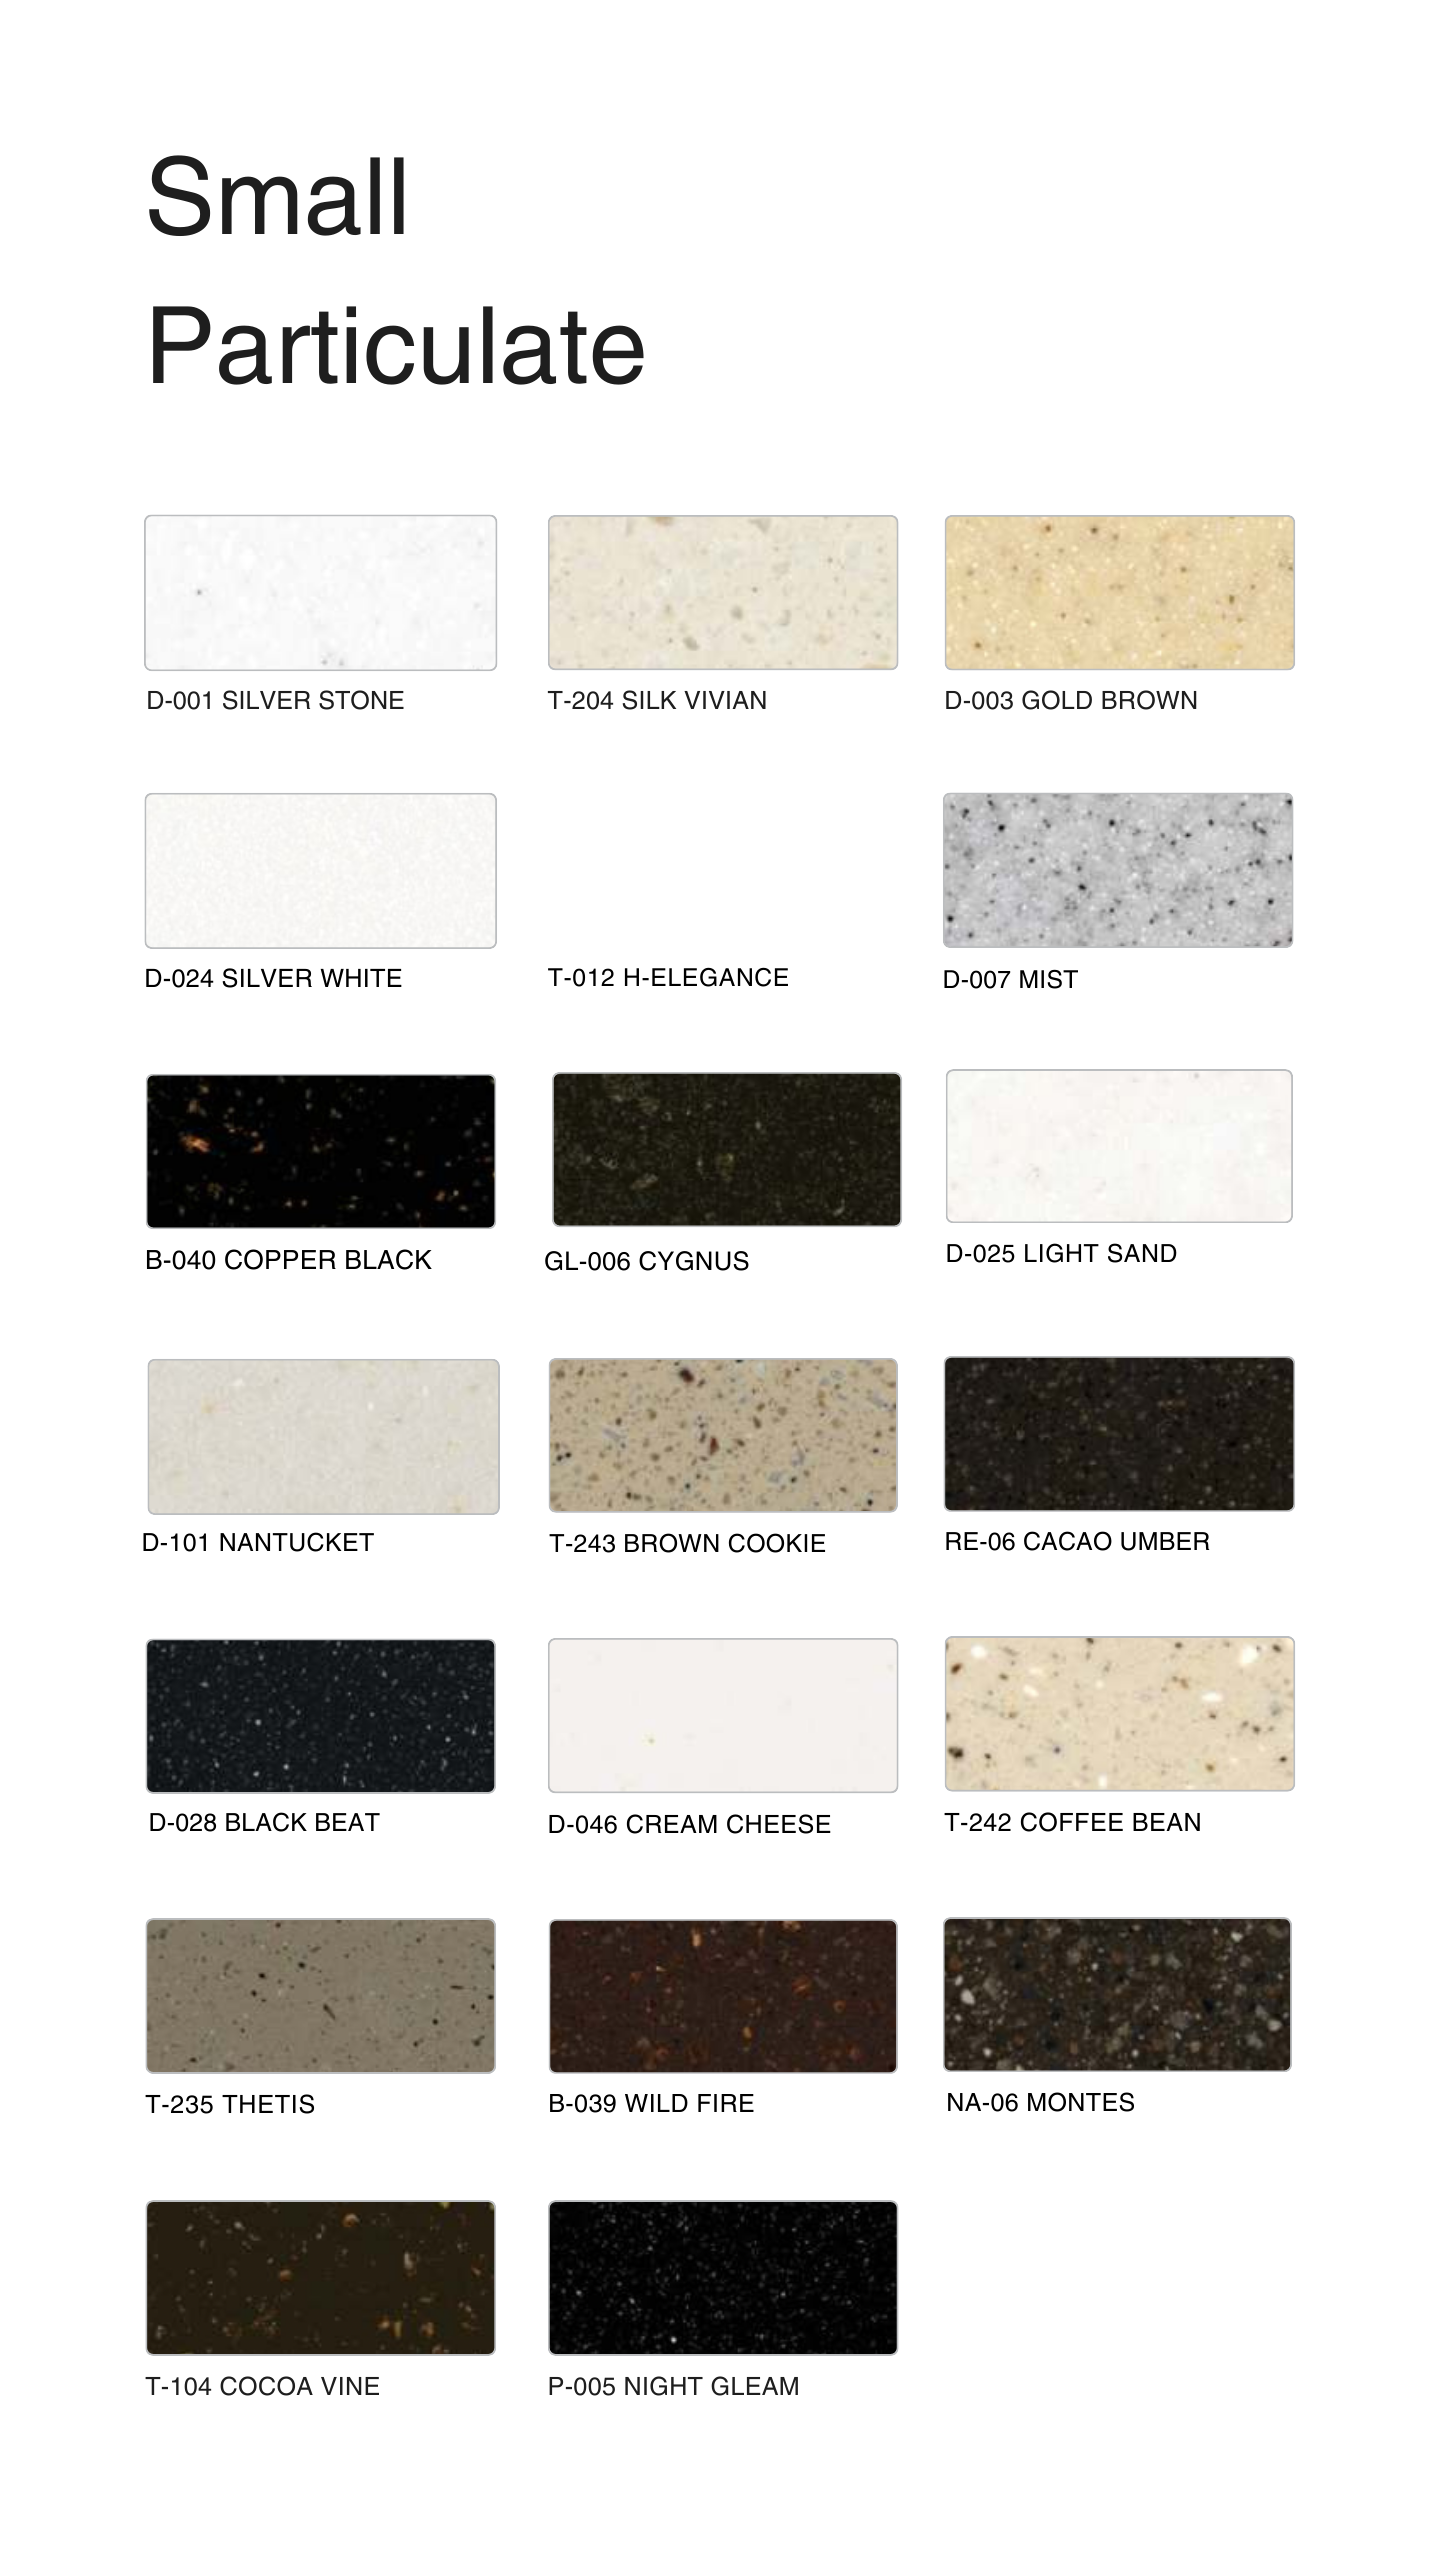 Small
Particulate
D-001 SILVER STONE
T-204 SILK VIVIAN
D-003 GOLD BROWN
D-024 SILVER WHITE
T-012 H-ELEGANCE
D-007 MIST
B-040 COPPER BLACK
GL-006 CYGNUS
D-025 LIGHT SAND
D-101 NANTUCKET
T-243 BROWN COOKIE
RE-06 CACAO UMBER
D-028 BLACK BEAT
D-046 CREAM CHEESE
T-242 COFFEE BEAN
T-235 THETIS
B-039 WILD FIRE
NA-06 MONTES
T-104 COCOA VINE
P-005 NIGHT GLEAM